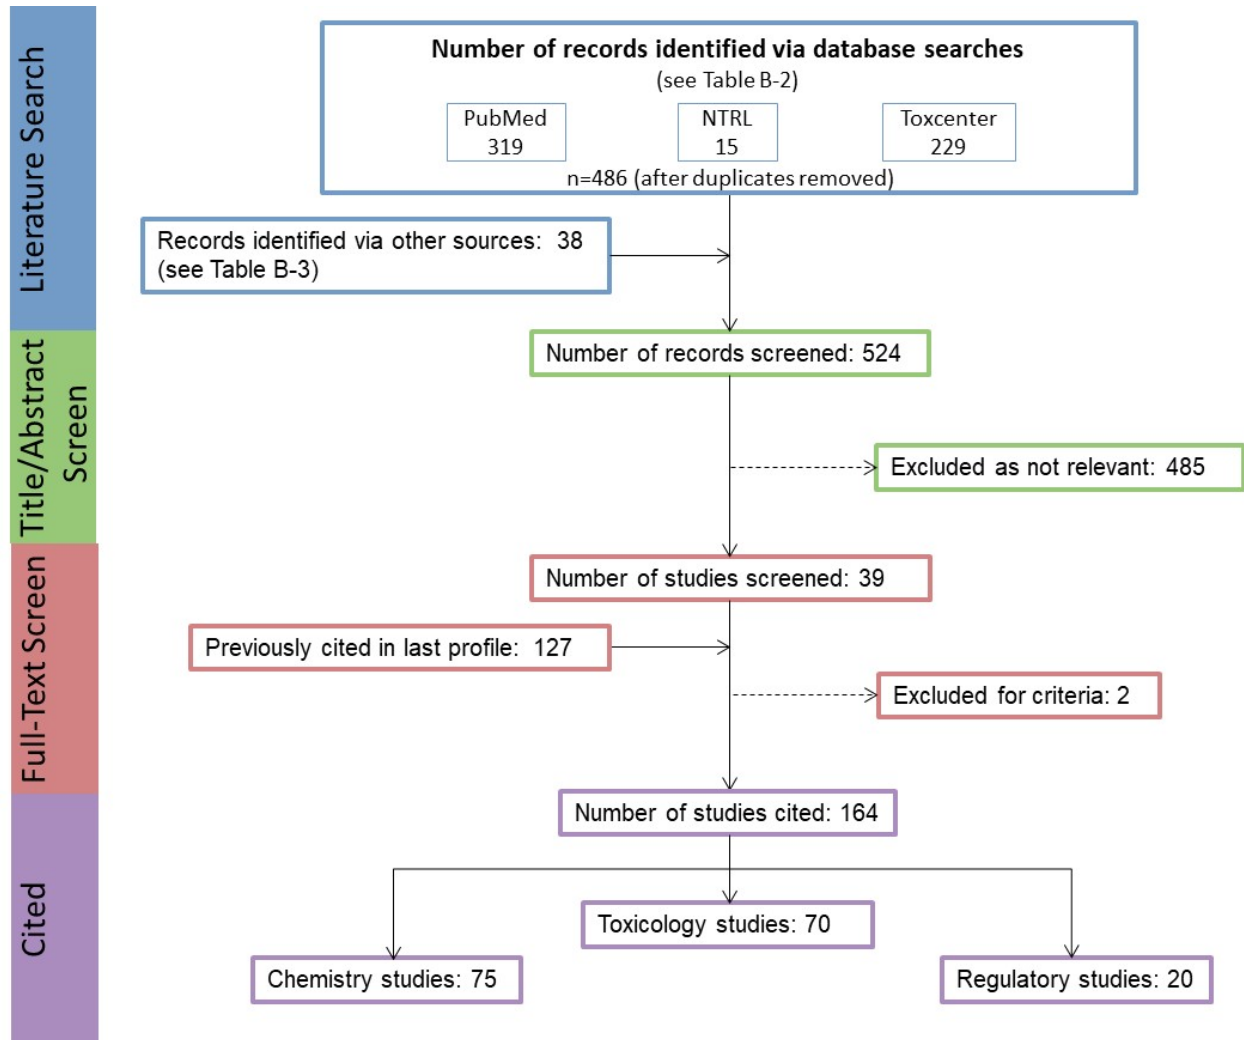 Literature Search
Number of records identified via database searches
(see Table B-2)
PubMed
319
NTRL
15
Toxcenter
229
n=486 (after duplicates removed)
Records identified via other sources: 38
(see Table B-3)
Title/Abstract
Screen
Number of records screened: 524
Excluded as not relevant: 485
Full-Text Screen
Number of studies screened: 39
Previously cited in last profile: 127
Excluded for criteria: 2
Cited
Number of studies cited: 164
Toxicology studies: 70
Chemistry studies: 75
Regulatory studies: 20